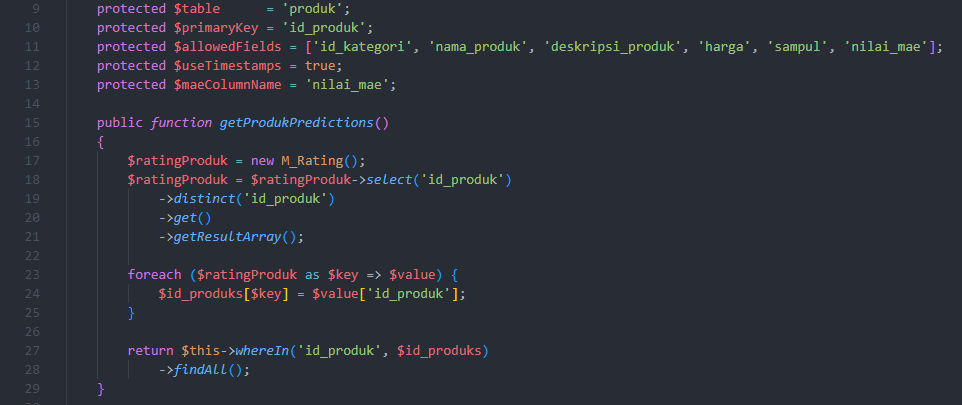 9 protected $table      = 'produk';
10 protected $primaryKey = 'id_produk';
11 protected $allowedFields = ['id_kategori', 'nama_produk', 'deskripsi_produk', 'harga', 'sampul', 'nilai_mae'];
12 protected $useTimestamps = true;
13 protected $maeColumnName = 'nilai_mae';
14
15 public function getProdukPredictions()
16 {
17     $ratingProduk = new M_Rating();
18     $ratingProduk = $ratingProduk->select('id_produk')
19         ->distinct('id_produk')
20         ->get()
21         ->getResultArray();
22
23     foreach ($ratingProduk as $key => $value) {
24         $id_produks[$key] = $value['id_produk'];
25     }
26
27     return $this->whereIn('id_produk', $id_produks)
28         ->findAll();
29 }